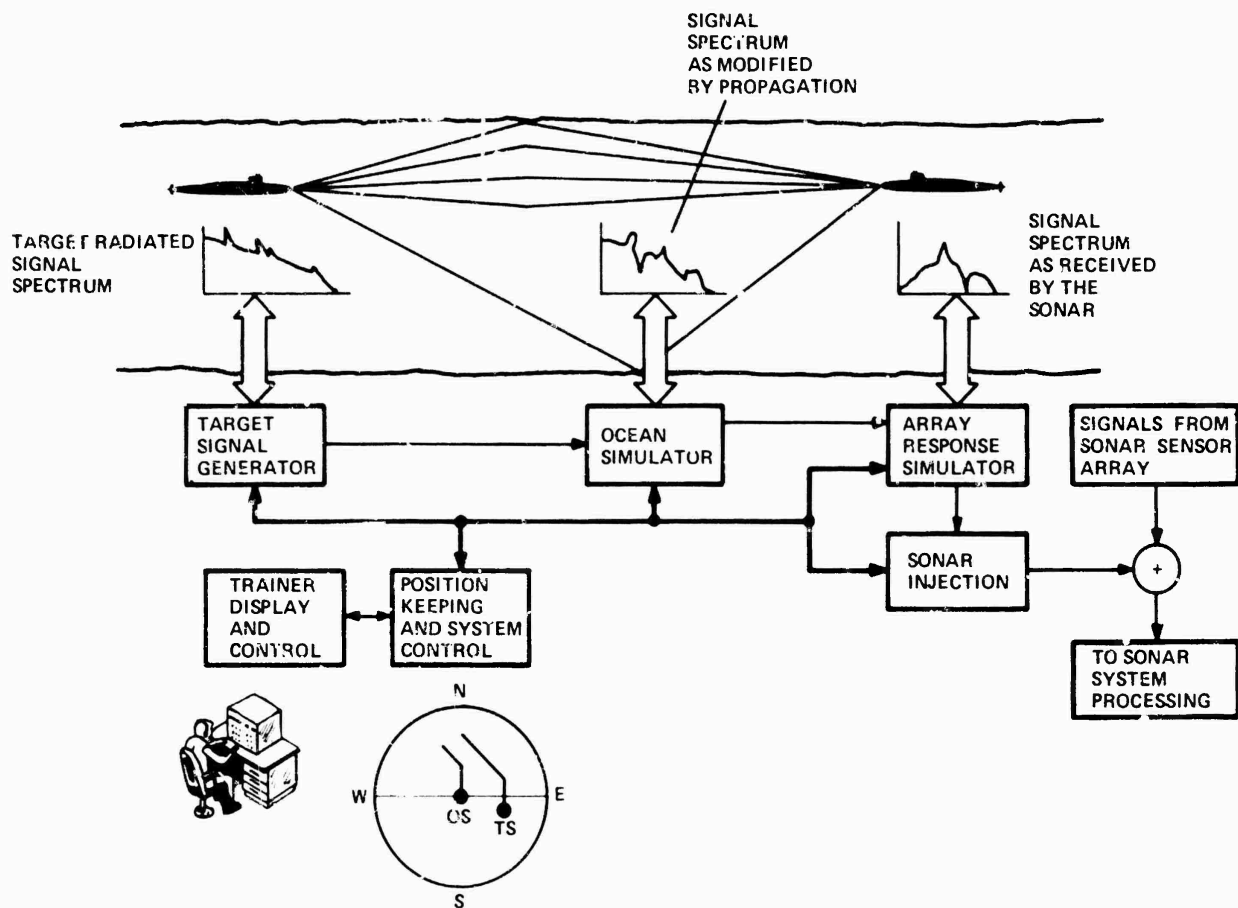 SIGNAL
SPECTRUM
AS MODIFIED
BY PROPAGATION
TARGET RADIATED
SIGNAL
SPECTRUM
SIGNAL
SPECTRUM
AS RECEIVED
BY THE
SONAR
TARGET
SIGNAL
GENERATOR
OCEAN
SIMULATOR
ARRAY
RESPONSE
SIMULATOR
SIGNALS FROM
SONAR SENSOR
ARRAY
TRAINER
DISPLAY
AND
CONTROL
POSITION
KEEPING
AND SYSTEM
CONTROL
SONAR
INJECTION
+
TO SONAR
SYSTEM
PROCESSING
N
W
E
OS
TS
S